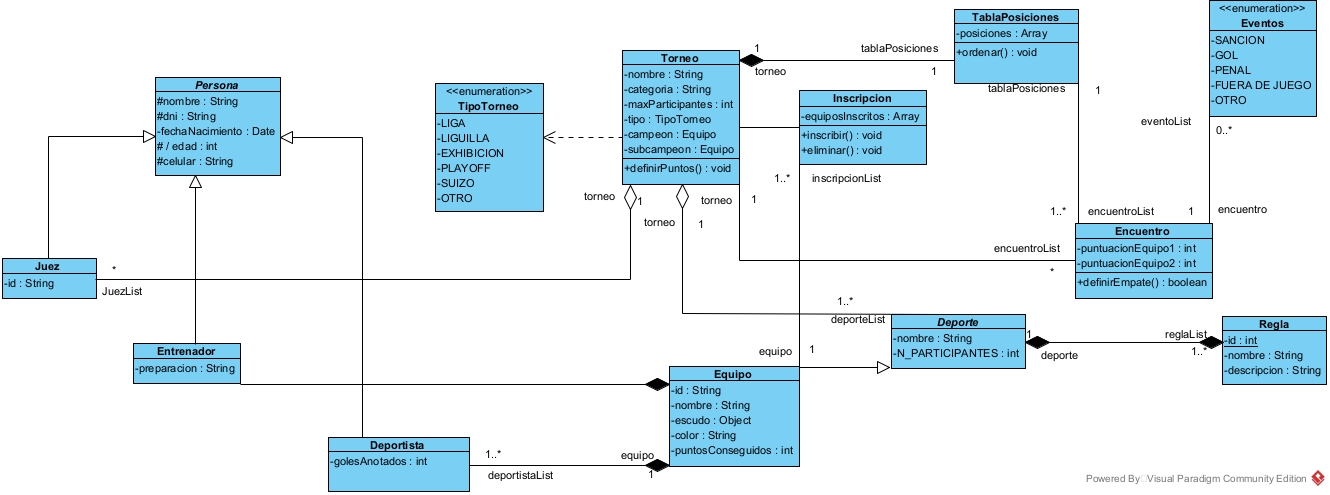 Persona
#nombre : String
#dni : String
-fechaNacimiento : Date
# / edad : int
#celular : String
<<enumeration>>
TipoTorneo
-LIGA
-LIGUILLA
-EXHIBICION
-PLAYOFF
-SUIZO
-OTRO
Torneo
-nombre : String
-categoria : String
-maxParticipantes : int
-tipo : TipoTorneo
-campeon : Equipo
-subcampeon : Equipo
+definirPuntos() : void
1
torneo
tablaPosiciones
1
TablaPosiciones
-posiciones : Array
+ordenar() : void
tablaPosiciones
1
<<enumeration>>
Eventos
-SANCION
-GOL
-PENAL
-FUERA DE JUEGO
-OTRO
eventoList
0..*
Inscripcion
-equiposInscritos : Array
+inscribir() : void
+eliminar() : void
1..*
inscripcionList
torneo
1
torneo
1
torneo
1
1..*
encuentroList
1
encuentro
encuentroList
*
Encuentro
-puntuacionEquipo1 : int
-puntuacionEquipo2 : int
+definirEmpate() : boolean
Juez
-id : String
*
JuezList
1..*
deporteList
Deporte
-nombre : String
-N_PARTICIPANTES : int
1
deporte
reglaList
1..*
Regla
-id : int
-nombre : String
-descripcion : String
Entrenador
-preparacion : String
equipo
1
Equipo
-id : String
-nombre : String
-escudo : Object
-color : String
-puntosConseguidos : int
Deportista
-golesAnotados : int
1..*
deportistaList
equipo
1
Powered By Visual Paradigm Community Edition